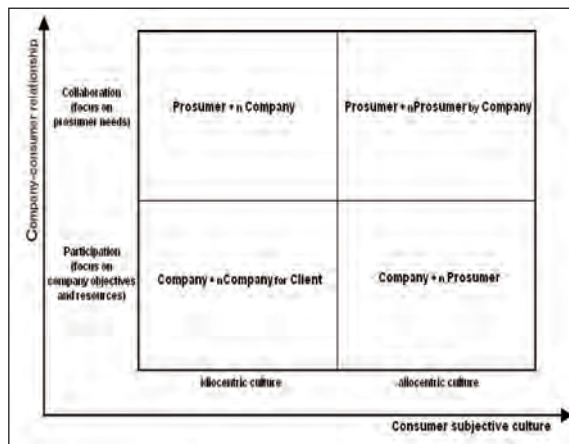 Company-consumer relationship
Collaboration
(focus on
prosumer needs)
Prosumer + n Company
Prosumer + nProsumer by Company
Participation
(focus on
company objectives
and resources)
Company + nCompany for Client
Company + n Prosumer
idiocentric culture
allocentric culture
Consumer subjective culture